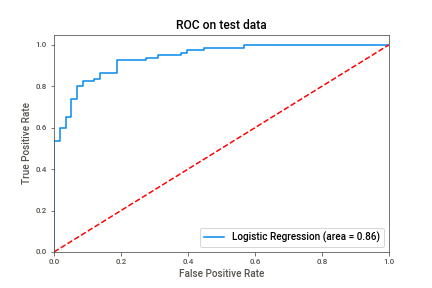 ROC on test data
1.0
0.8
0.6
0.4
0.2
0.0
True Positive Rate
Logistic Regression (area = 0.86)
0.0 0.2 0.4 0.6 0.8 1.0
False Positive Rate